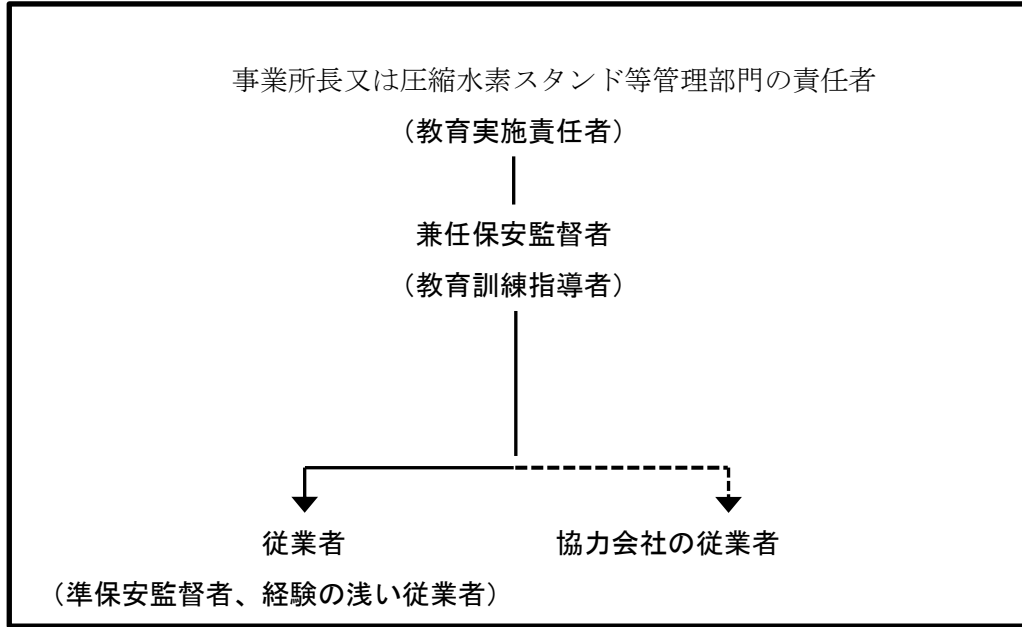 事業所長又は圧縮水素スタンド等管理部門の責任者
（教育実施責任者）
兼任保安監督者
（教育訓練指導者）
従業者
協力会社の従業者
（準保安監督者、経験の浅い従業者）